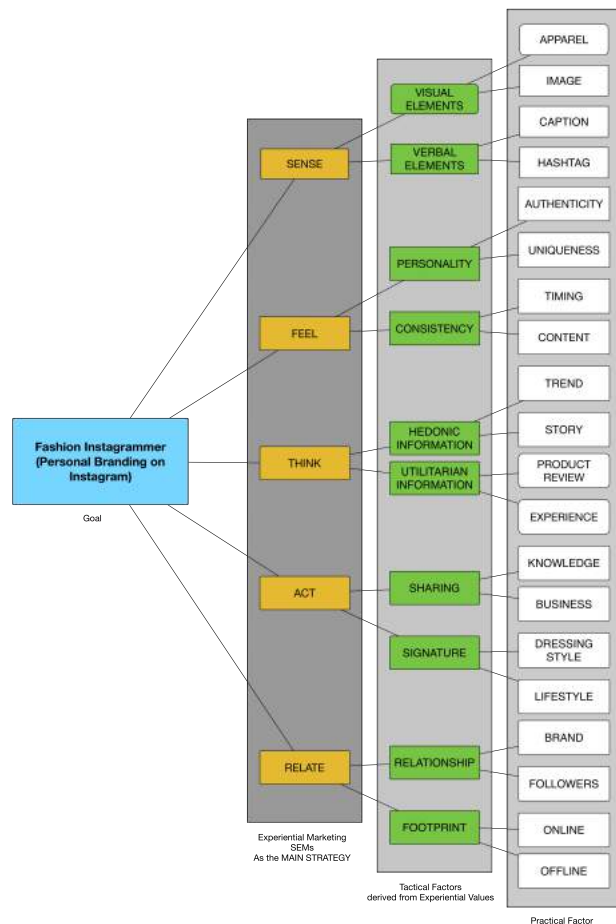 Fashion Instagrammer
(Personal Branding on
Instagram)
Goal
SENSE
FEEL
THINK
ACT
RELATE
Experiential Marketing
SEMs
As the MAIN STRATEGY
VISUAL
ELEMENTS
VERBAL
ELEMENTS
PERSONALITY
CONSISTENCY
HEDONIC
INFORMATION
UTILITARIAN
INFORMATION
SHARING
SIGNATURE
RELATIONSHIP
FOOTPRINT
Tactical Factors
derived from Experiential Values
APPAREL
IMAGE
CAPTION
HASHTAG
AUTHENTICITY
UNIQUENESS
TIMING
CONTENT
TREND
STORY
PRODUCT
REVIEW
EXPERIENCE
KNOWLEDGE
BUSINESS
DRESSING
STYLE
LIFESTYLE
BRAND
FOLLOWERS
ONLINE
OFFLINE
Practical Factor